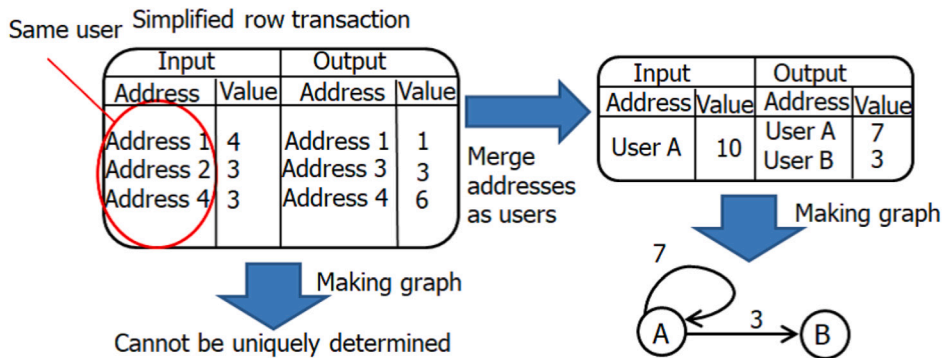 Same user
Simplified row transaction
Input Output
Address Value Address Value
Address 1 4 Address 1 1
Address 2 3 Address 3 3
Address 4 3 Address 4 6
Merge
addresses
as users
Input Output
Address Value Address Value
User A 10 User A 7
User B 3
Making graph
Cannot be uniquely determined
Making graph
7
A 3 B